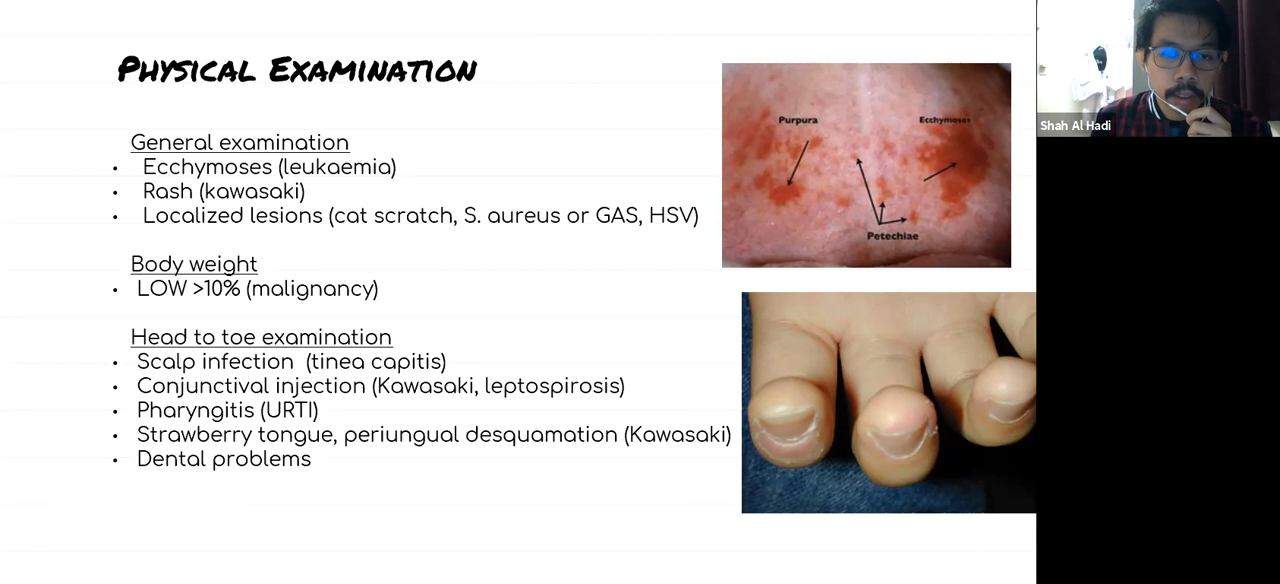 Physical Examination
General examination
• Ecchymoses (leukaemia)
• Rash (kawasaki)
• Localized lesions (cat scratch, S. aureus or GAS, HSV)
Body weight
• LOW >10% (malignancy)
Head to toe examination
• Scalp infection (tinea capitis)
• Conjunctival injection (Kawasaki, leptospirosis)
• Pharyngitis (URTI)
• Strawberry tongue, periungual desquamation (Kawasaki)
• Dental problems
Purpura
Ecchymoses
Petechiae
Shah Al Hadi